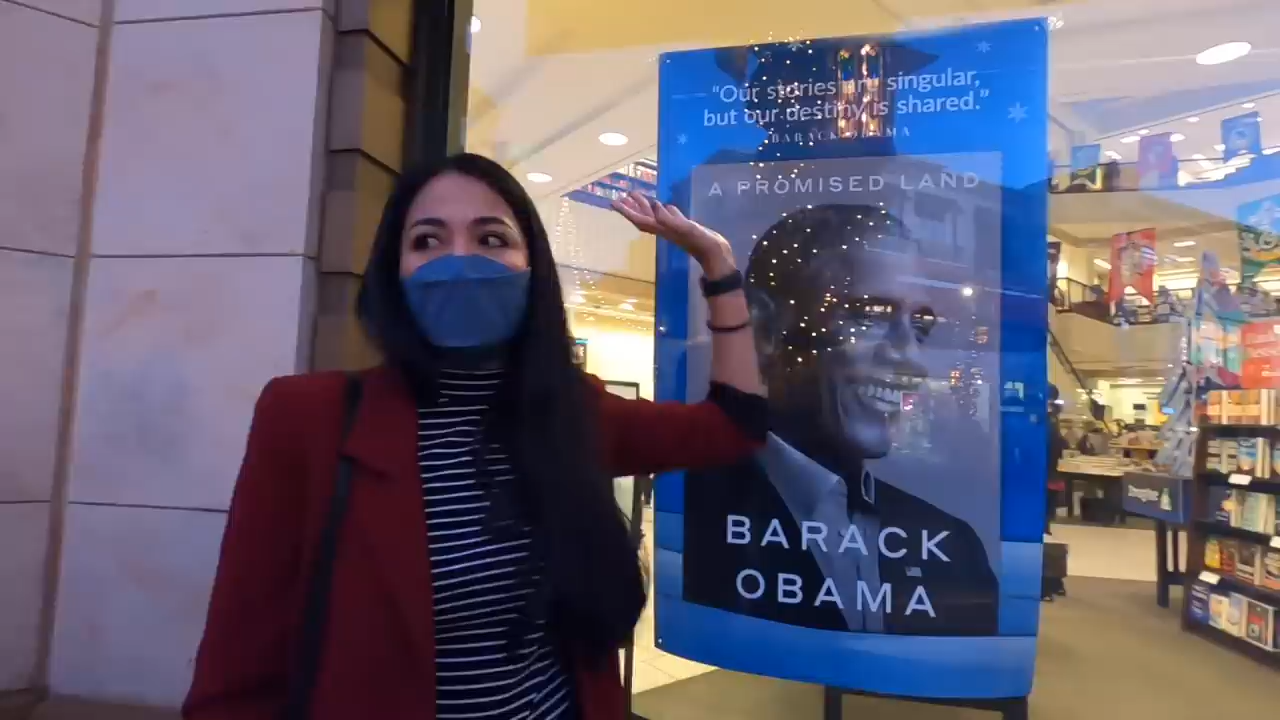 “Our stories are singular,
but our destiny is shared.”
BARACK OBAMA
A PROMISED LAND
BARACK
OBAMA